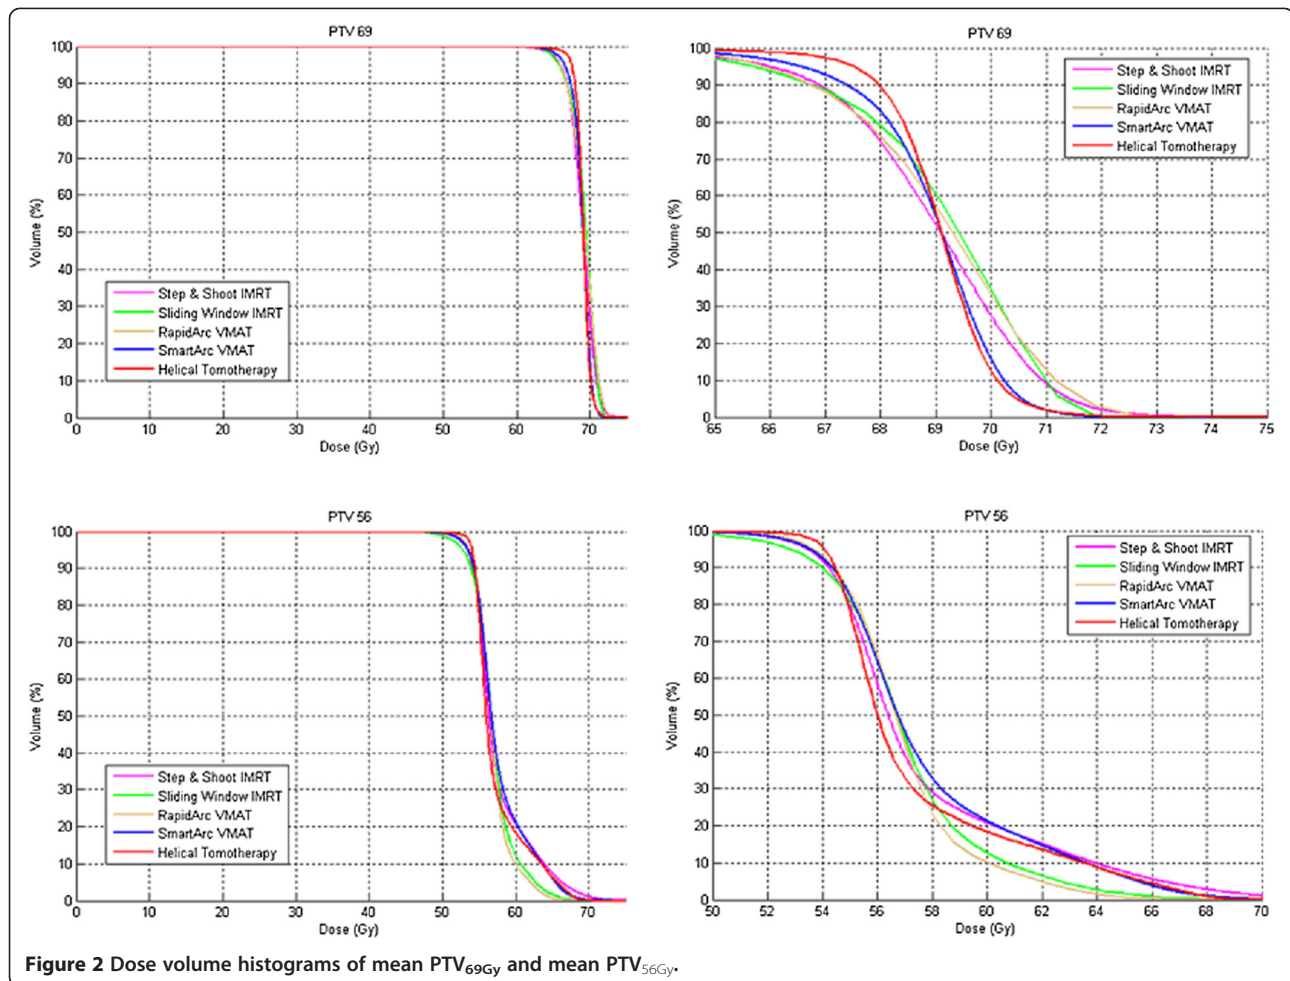 PTV 69
Volume (%)
100
90
80
70
60
50
40
30
20
10
0
Step & Shoot IMRT
Sliding Window IMRT
RapidArc VMAT
SmartArc VMAT
Helical Tomotherapy
0 10 20 30 40 50 60 70
Dose (Gy)
PTV 69
Volume (%)
100
90
80
70
60
50
40
30
20
10
0
Step & Shoot IMRT
Sliding Window IMRT
RapidArc VMAT
SmartArc VMAT
Helical Tomotherapy
65 66 67 68 69 70 71 72 73 74 75
Dose (Gy)
PTV 56
Volume (%)
100
90
80
70
60
50
40
30
20
10
0
Step & Shoot IMRT
Sliding Window IMRT
RapidArc VMAT
SmartArc VMAT
Helical Tomotherapy
0 10 20 30 40 50 60 70
Dose (Gy)
PTV 56
Volume (%)
100
90
80
70
60
50
40
30
20
10
0
Step & Shoot IMRT
Sliding Window IMRT
RapidArc VMAT
SmartArc VMAT
Helical Tomotherapy
50 52 54 56 58 60 62 64 66 68 70
Dose (Gy)
Figure 2 Dose volume histograms of mean PTV69Gy and mean PTV56Gy.